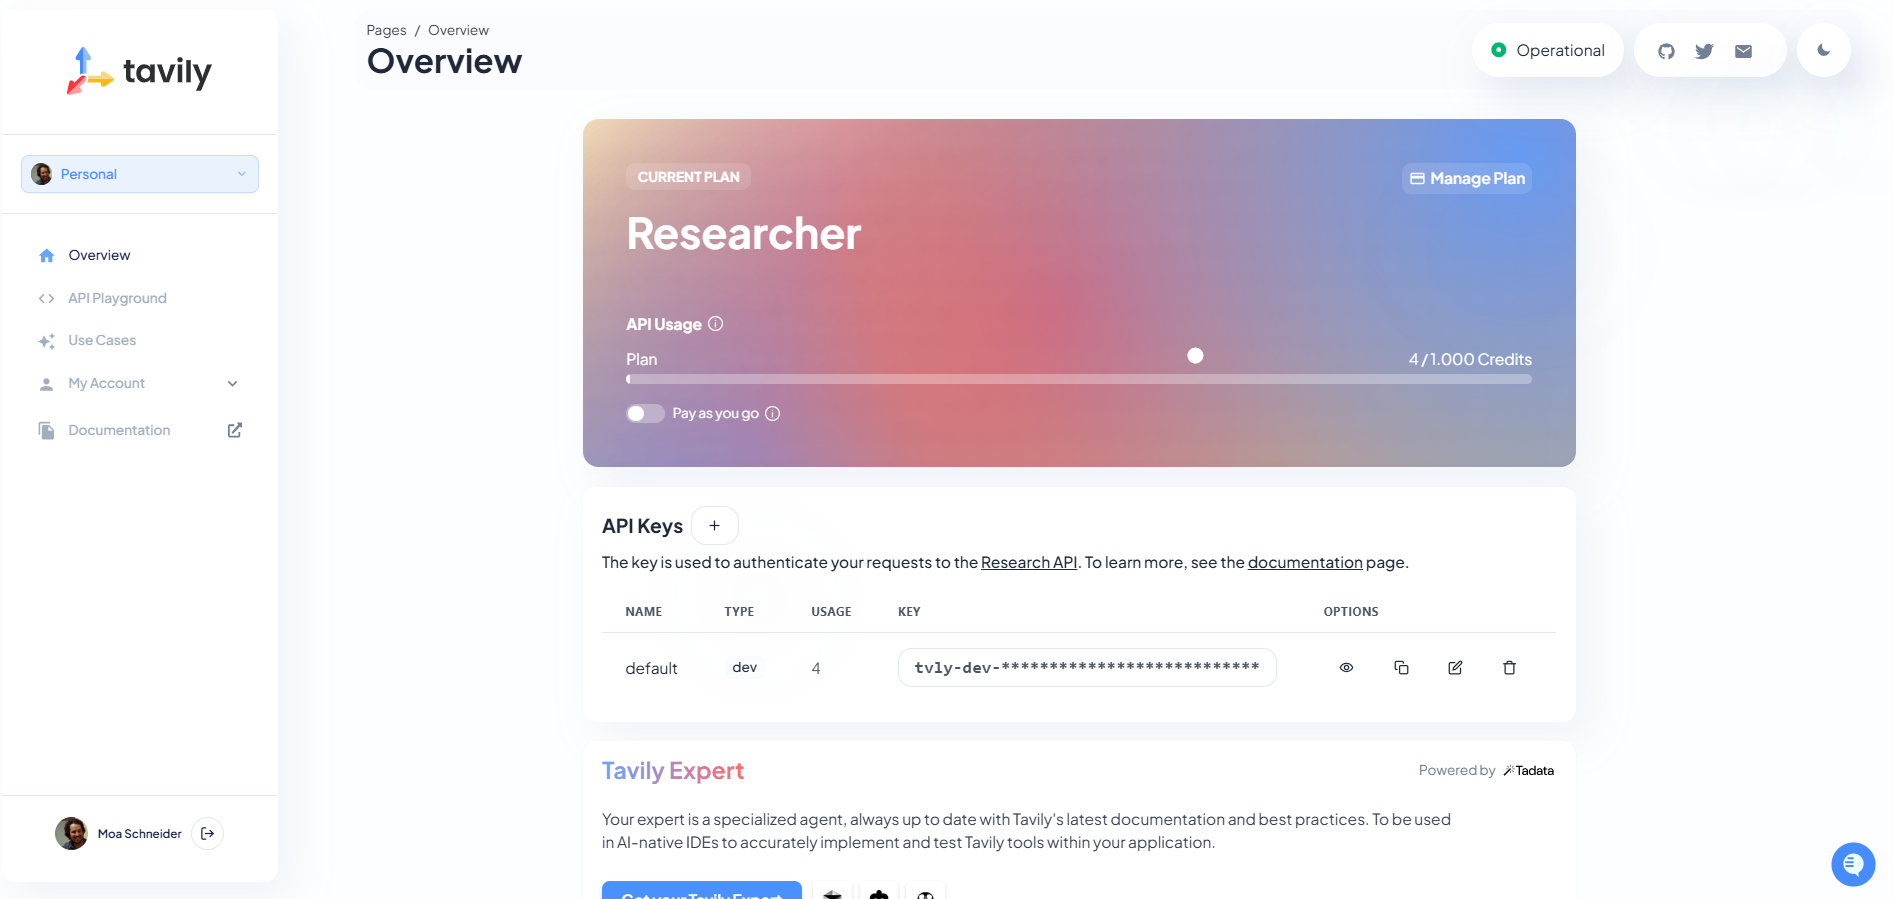 tavily
Personal
Overview
API Playground
Use Cases
My Account
Documentation
Moa Schneider
Pages / Overview
Overview
Operational
CURRENT PLAN
Manage Plan
Researcher
API Usage
Plan
4 / 1.000 Credits
Pay as you go
API Keys
The key is used to authenticate your requests to the Research API. To learn more, see the documentation page.
NAME TYPE USAGE KEY OPTIONS
default dev 4 tvly-dev-***************************
Tavily Expert
Powered by Tadata
Your expert is a specialized agent, always up to date with Tavily's latest documentation and best practices. To be used
in AI-native IDEs to accurately implement and test Tavily tools within your application.
Get your Tavily Expert